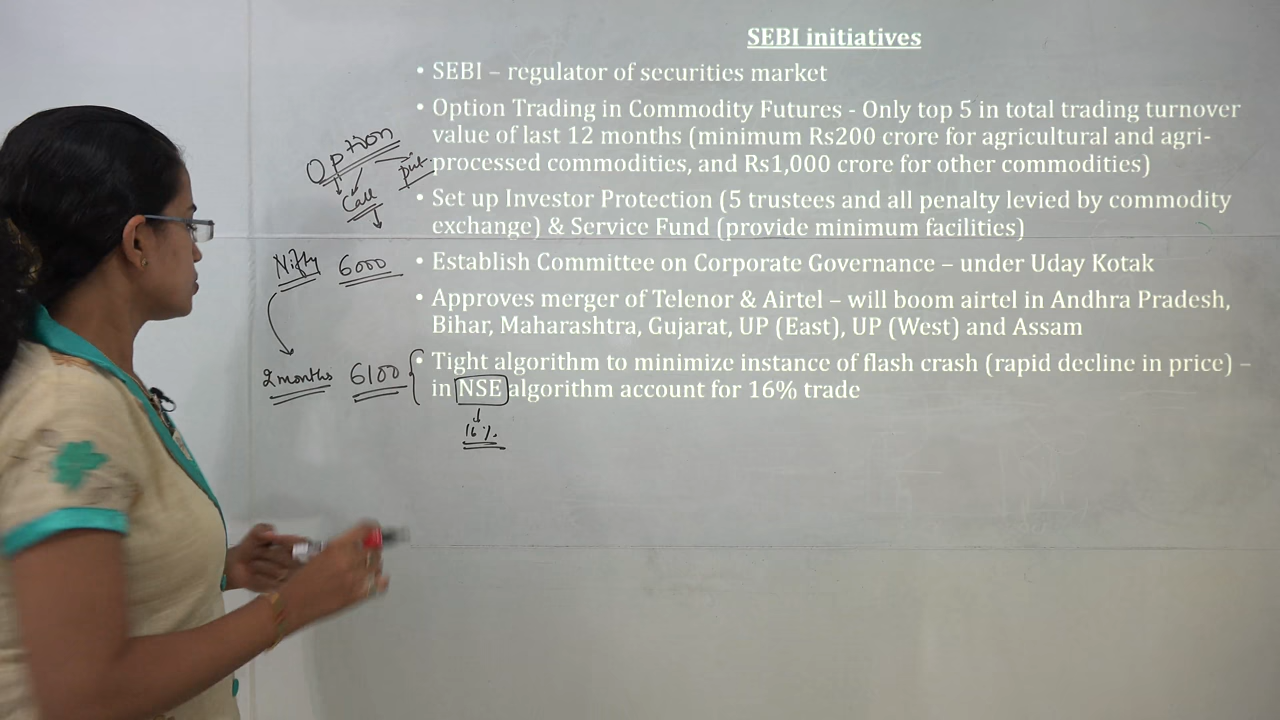 SEBI initiatives
• SEBI – regulator of securities market
• Option Trading in Commodity Futures - Only top 5 in total trading turnover
value of last 12 months (minimum Rs200 crore for agricultural and agri-
processed commodities, and Rs1,000 crore for other commodities)
• Set up Investor Protection (5 trustees and all penalty levied by commodity
exchange) & Service Fund (provide minimum facilities)
• Establish Committee on Corporate Governance – under Uday Kotak
• Approves merger of Telenor & Airtel – will boom airtel in Andhra Pradesh,
Bihar, Maharashtra, Gujarat, UP (East), UP (West) and Assam
• Tight algorithm to minimize instance of flash crash (rapid decline in price) –
in NSE algorithm account for 16% trade
Option
Call
put
Nifty 6000
2 months 6100
16%